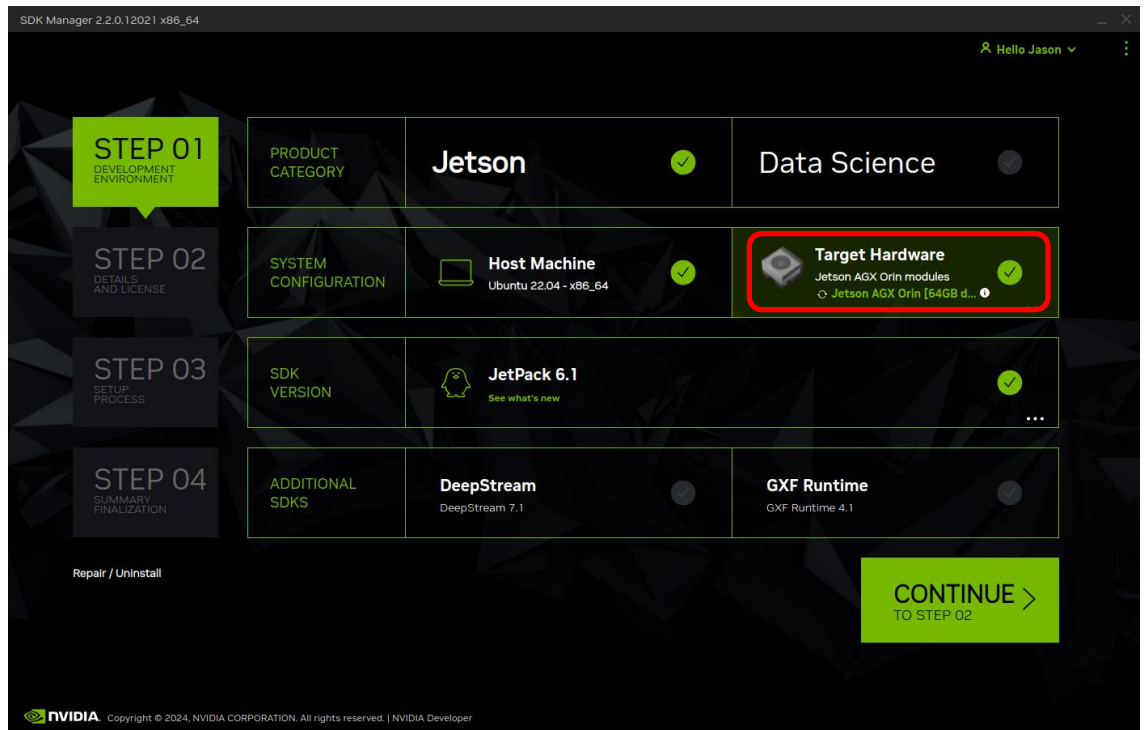 SDK Manager 2.2.0.12021 x86_64
Hello Jason
STEP 01
DEVELOPMENT
ENVIRONMENT
PRODUCT
CATEGORY
Jetson
Data Science
STEP 02
DETAILS
AND LICENSE
SYSTEM
CONFIGURATION
Host Machine
Ubuntu 22.04 - x86_64
Target Hardware
Jetson AGX Orin modules
Jetson AGX Orin [64GB d...
STEP 03
SETUP
PROCESS
SDK
VERSION
JetPack 6.1
See what's new
...
STEP 04
SUMMARY
FINALIZATION
ADDITIONAL
SDKS
DeepStream
DeepStream 7.1
GXF Runtime
GXF Runtime 4.1
Repair / Uninstall
CONTINUE >
TO STEP 02
NVIDIA. Copyright © 2024, NVIDIA CORPORATION. All rights reserved. | NVIDIA Developer